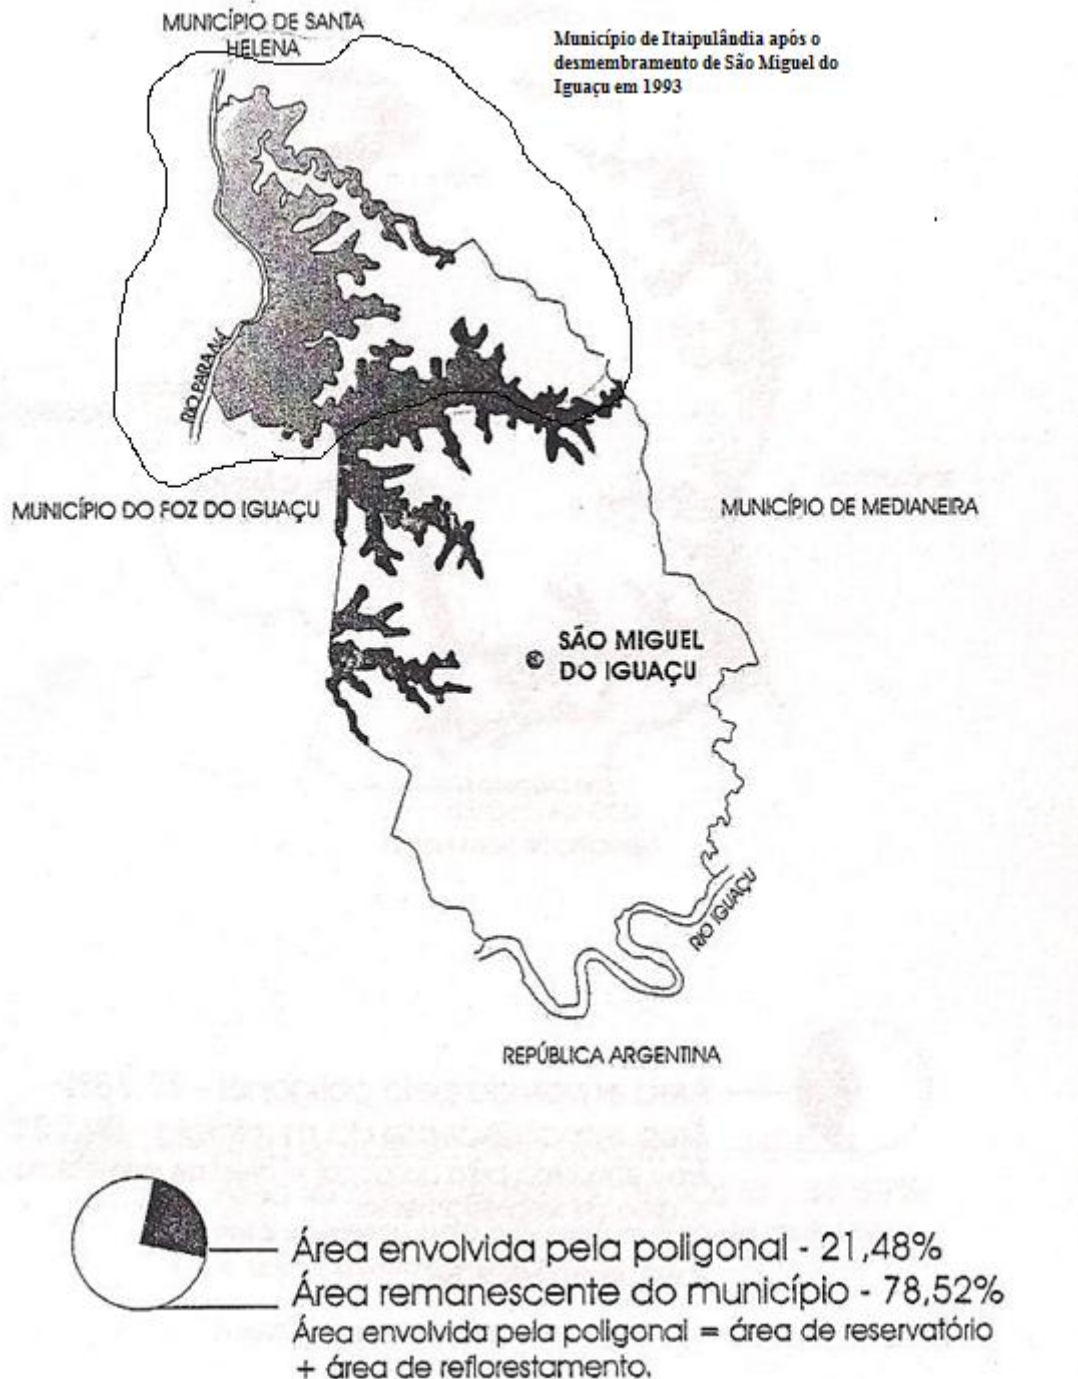 MUNICÍPIO DE SANTA
HELENA
Município de Itaipulândia após o
desmembramento de São Miguel do
Iguaçu em 1993
RIO PARANÁ
MUNICÍPIO DO FOZ DO IGUAÇU
MUNICÍPIO DE MEDIANEIRA
SÃO MIGUEL
DO IGUAÇU
RIO IGUAÇU
REPÚBLICA ARGENTINA
Área envolvida pela poligonal - 21,48%
Área remanescente do município - 78,52%
Área envolvida pela poligonal = área de reservatório
+ área de reflorestamento.